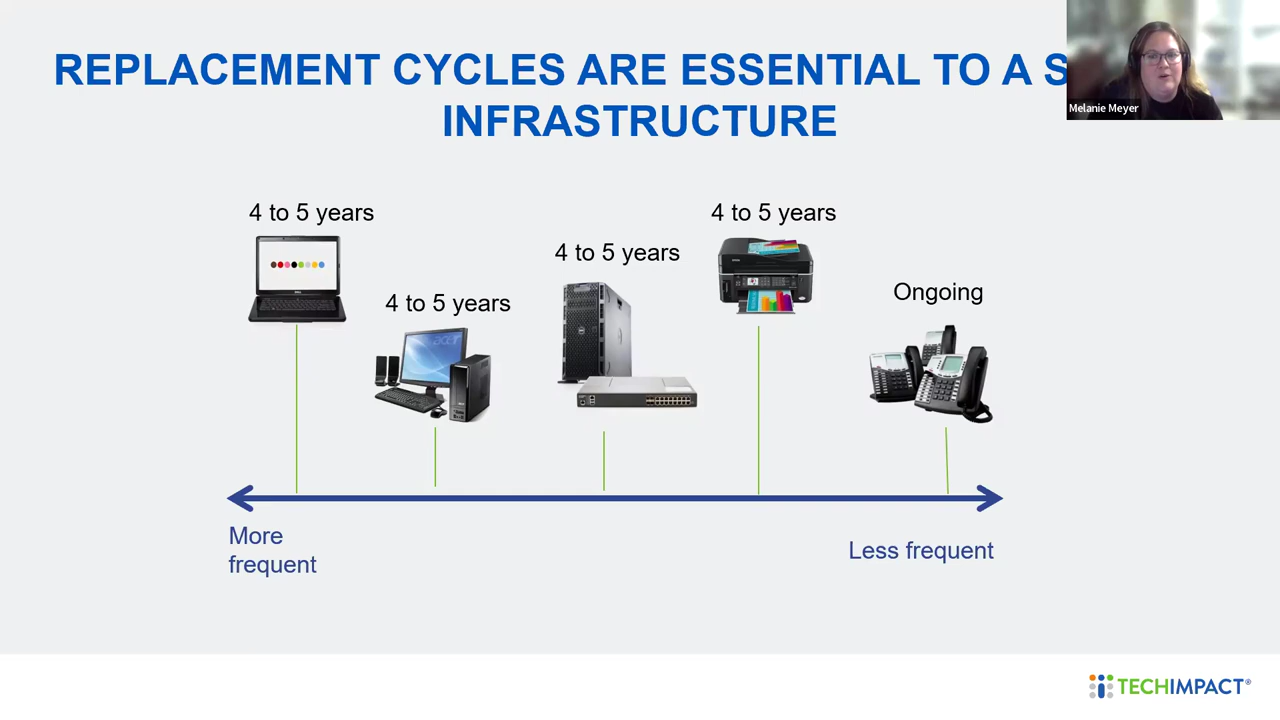 REPLACEMENT CYCLES ARE ESSENTIAL TO A
INFRASTRUCTURE
Melanie Meyer
4 to 5 years
4 to 5 years
4 to 5 years
4 to 5 years
Ongoing
More
frequent
Less frequent
TECHIMPACT®